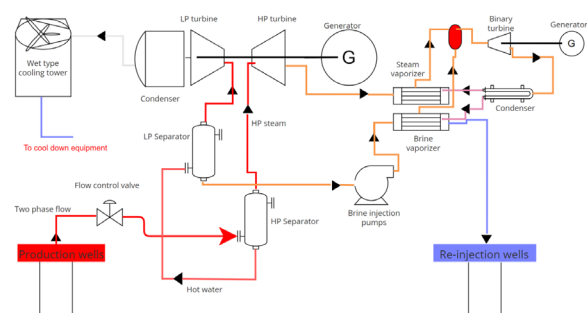 LP turbine
HP turbine
Generator
Binary
turbine
Generator
G
G
Wet type
cooling tower
Condenser
Steam
vaporizer
Condenser
LP Separator
HP steam
Brine
vaporizer
To cool down equipment
Flow control valve
Two phase flow
HP Separator
Brine injection
pumps
Production wells
Re-injection wells
Hot water